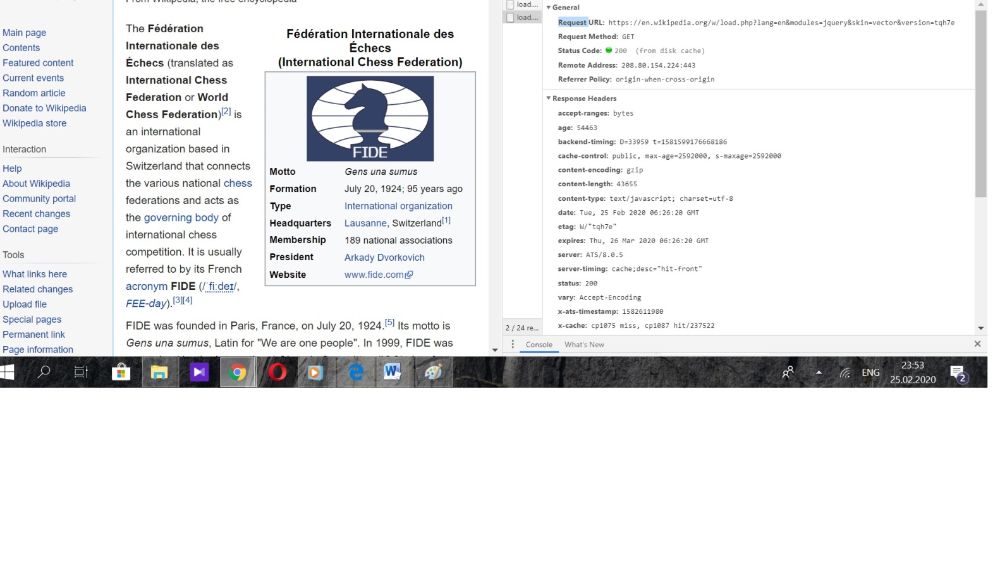 From Wikipedia, the free encyclopedia
Main page
Contents
Featured content
Current events
Random article
Donate to Wikipedia
Wikipedia store
Interaction
Help
About Wikipedia
Community portal
Recent changes
Contact page
Tools
What links here
Related changes
Upload file
Special pages
Permanent link
Page information
The Fédération
Internationale des
Échecs (translated as
International Chess
Federation or World
Chess Federation)[2] is
an international
organization based in
Switzerland that connects
the various national chess
federations and acts as
the governing body of
international chess
competition. It is usually
referred to by its French
acronym FIDE (/ˈfiːdeɪ/,
FEE-day).[3][4]
Fédération Internationale des
Échecs
(International Chess Federation)
FIDE
Motto Gens una sumus
Formation July 20, 1924; 95 years ago
Type International organization
Headquarters Lausanne, Switzerland[1]
Membership 189 national associations
President Arkady Dvorkovich
Website www.fide.com
FIDE was founded in Paris, France, on July 20, 1924.[5] Its motto is
Gens una sumus, Latin for "We are one people". In 1999, FIDE was
load....
load....
2 / 24 re...
General
Request URL: https://en.wikipedia.org/w/load.php?lang=en&modules=jquery&skin=vector&version=tqh7e
Request Method: GET
Status Code: 200 (from disk cache)
Remote Address: 208.80.154.224:443
Referrer Policy: origin-when-cross-origin
Response Headers
accept-ranges: bytes
age: 54463
backend-timing: D=33959 t=1581599176668186
cache-control: public, max-age=2592000, s-maxage=2592000
content-encoding: gzip
content-length: 43655
content-type: text/javascript; charset=utf-8
date: Tue, 25 Feb 2020 06:26:20 GMT
etag: W/"tqh7e"
expires: Thu, 26 Mar 2020 06:26:20 GMT
server: ATS/8.0.5
server-timing: cache;desc="hit-front"
status: 200
vary: Accept-Encoding
x-ats-timestamp: 1582611980
x-cache: cp1075 miss, cp1087 hit/237522
Console What's New
ENG
23:53
25.02.2020
2